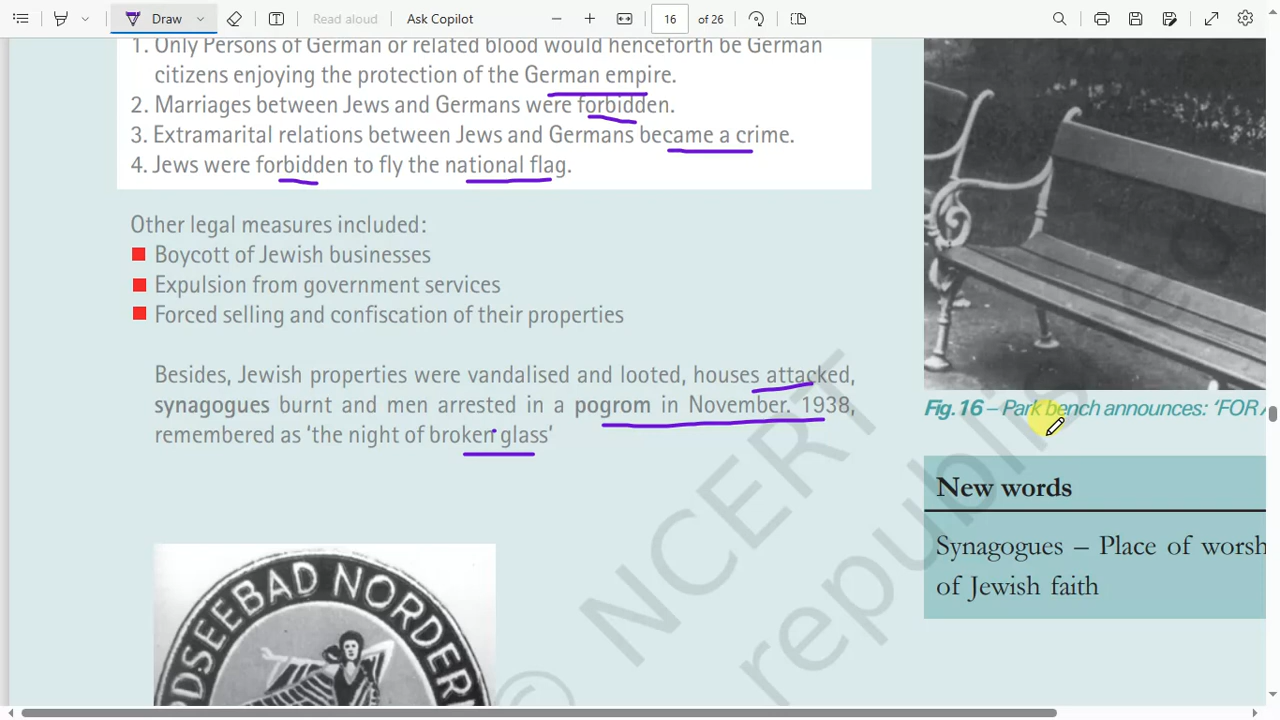 Draw
Read aloud
Ask Copilot
16
of 26
1. Only Persons of German or related blood would henceforth be German
citizens enjoying the protection of the German empire.
2. Marriages between Jews and Germans were forbidden.
3. Extramarital relations between Jews and Germans became a crime.
4. Jews were forbidden to fly the national flag.
Other legal measures included:
Boycott of Jewish businesses
Expulsion from government services
Forced selling and confiscation of their properties
Besides, Jewish properties were vandalised and looted, houses attacked,
synagogues burnt and men arrested in a pogrom in November. 1938,
remembered as ‘the night of broken glass’
Fig. 16 – Park bench announces: ‘FOR
New words
Synagogues – Place of
of Jewish faith
© NCERT
republis